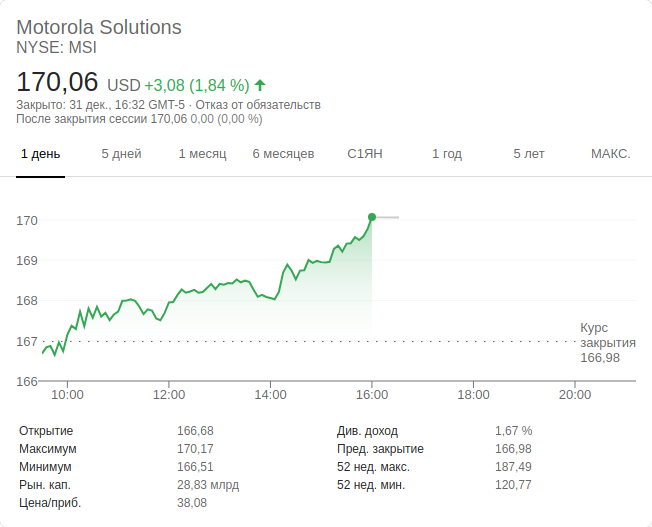 Motorola Solutions
NYSE: MSI
170,06 USD +3,08 (1,84 %)
Закрыто: 31 дек., 16:32 GMT-5 · Отказ от обязательств
После закрытия сессии 170,06 0,00 (0,00 %)
1 день 5 дней 1 месяц 6 месяцев С1ЯН 1 год 5 лет МАКС.
170
169
168
167
166
Курс
закрытия
166,98
10:00 12:00 14:00 16:00 18:00 20:00
Открытие 166,68 Див. доход 1,67 %
Максимум 170,17 Пред. закрытие 166,98
Минимум 166,51 52 нед. макс. 187,49
Рын. кап. 28,83 млрд 52 нед. мин. 120,77
Цена/приб. 38,08